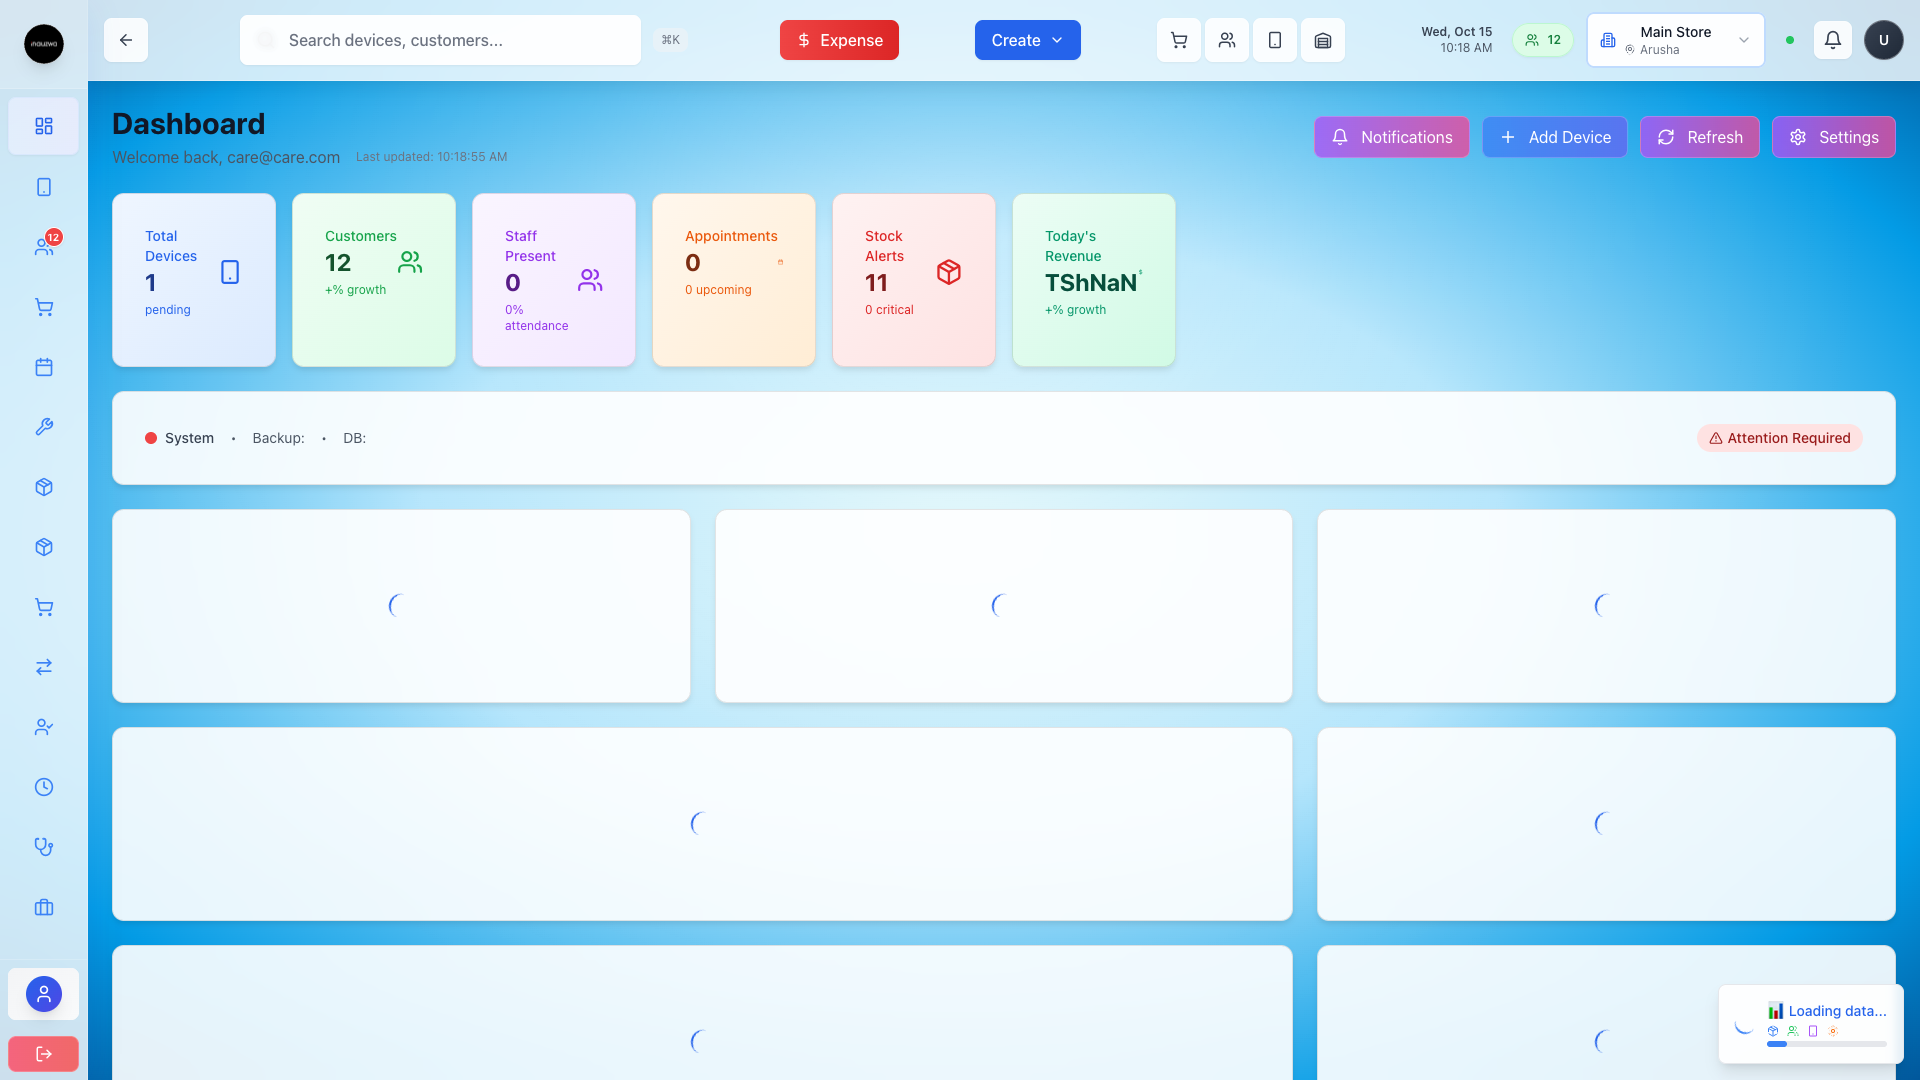 inauzwa
Search devices, customers...
⌘K
Expense
Create
Wed, Oct 15
10:18 AM
12
Main Store
Arusha
U
Dashboard
Welcome back, care@care.com
Last updated: 10:18:55 AM
Notifications
Add Device
Refresh
Settings
12
Total
Devices
1
pending
Customers
12
+% growth
Staff
Present
0
0%
attendance
Appointments
0
0 upcoming
Stock
Alerts
11
0 critical
Today's
Revenue
TShNaN
+% growth
System • Backup: • DB:
Attention Required
Loading data...